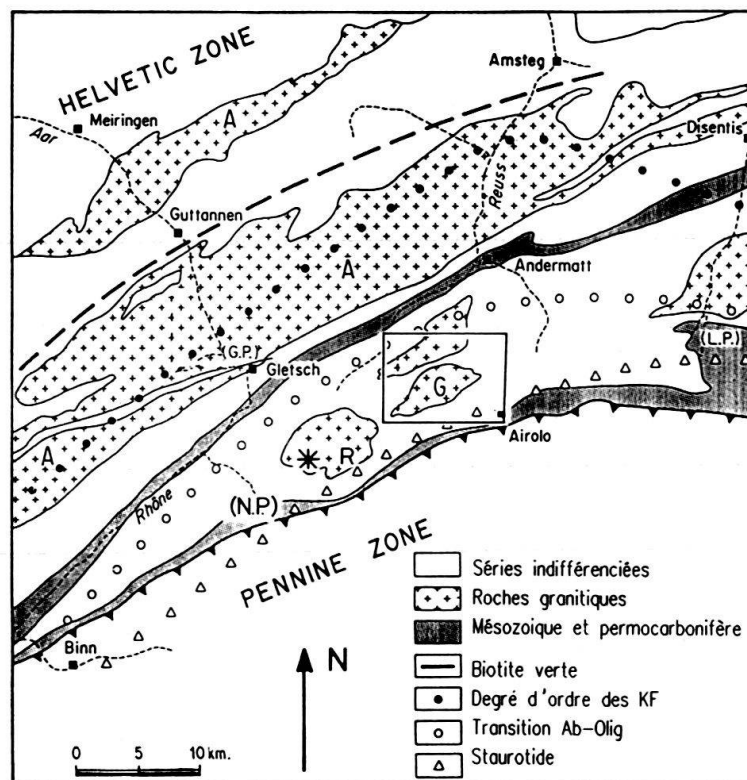 HELVETIC ZONE
Amsteg
Meiringen
Aar
A
Disentis
Reuss
Guttannen
A
Andermatt
(G.P.)
Gletsch
(L.P.)
G
A
Airolo
R
Rhône
(N.P.)
PENNINE ZONE
Binn
N
0 5 10 km.
Séries indifférenciées
Roches granitiques
Mésozoique et permocarbonifère
Biotite verte
Degré d'ordre des KF
Transition Ab-Olig
Staurotide